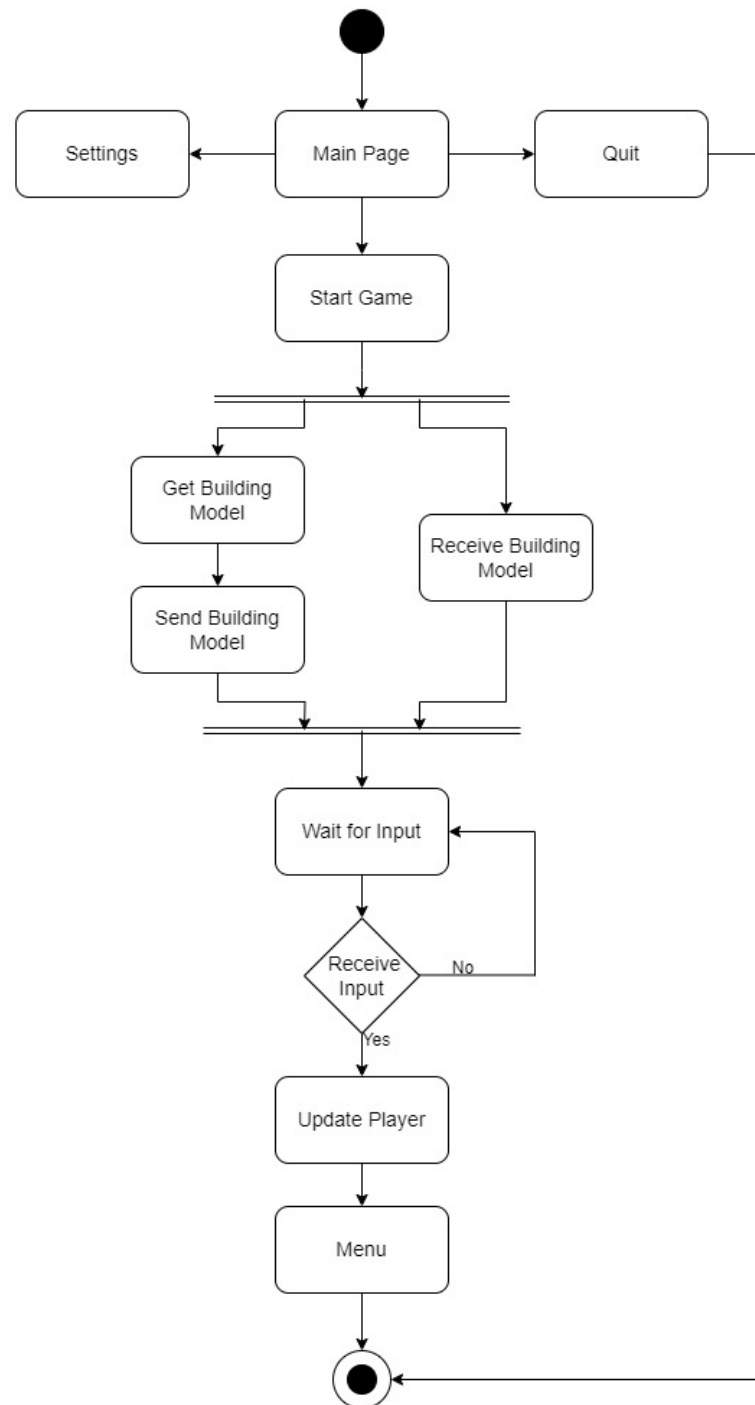 Settings
Main Page
Quit
Start Game
Get Building
Model
Receive Building
Model
Send Building
Model
Wait for Input
Receive
Input
No
Yes
Update Player
Menu